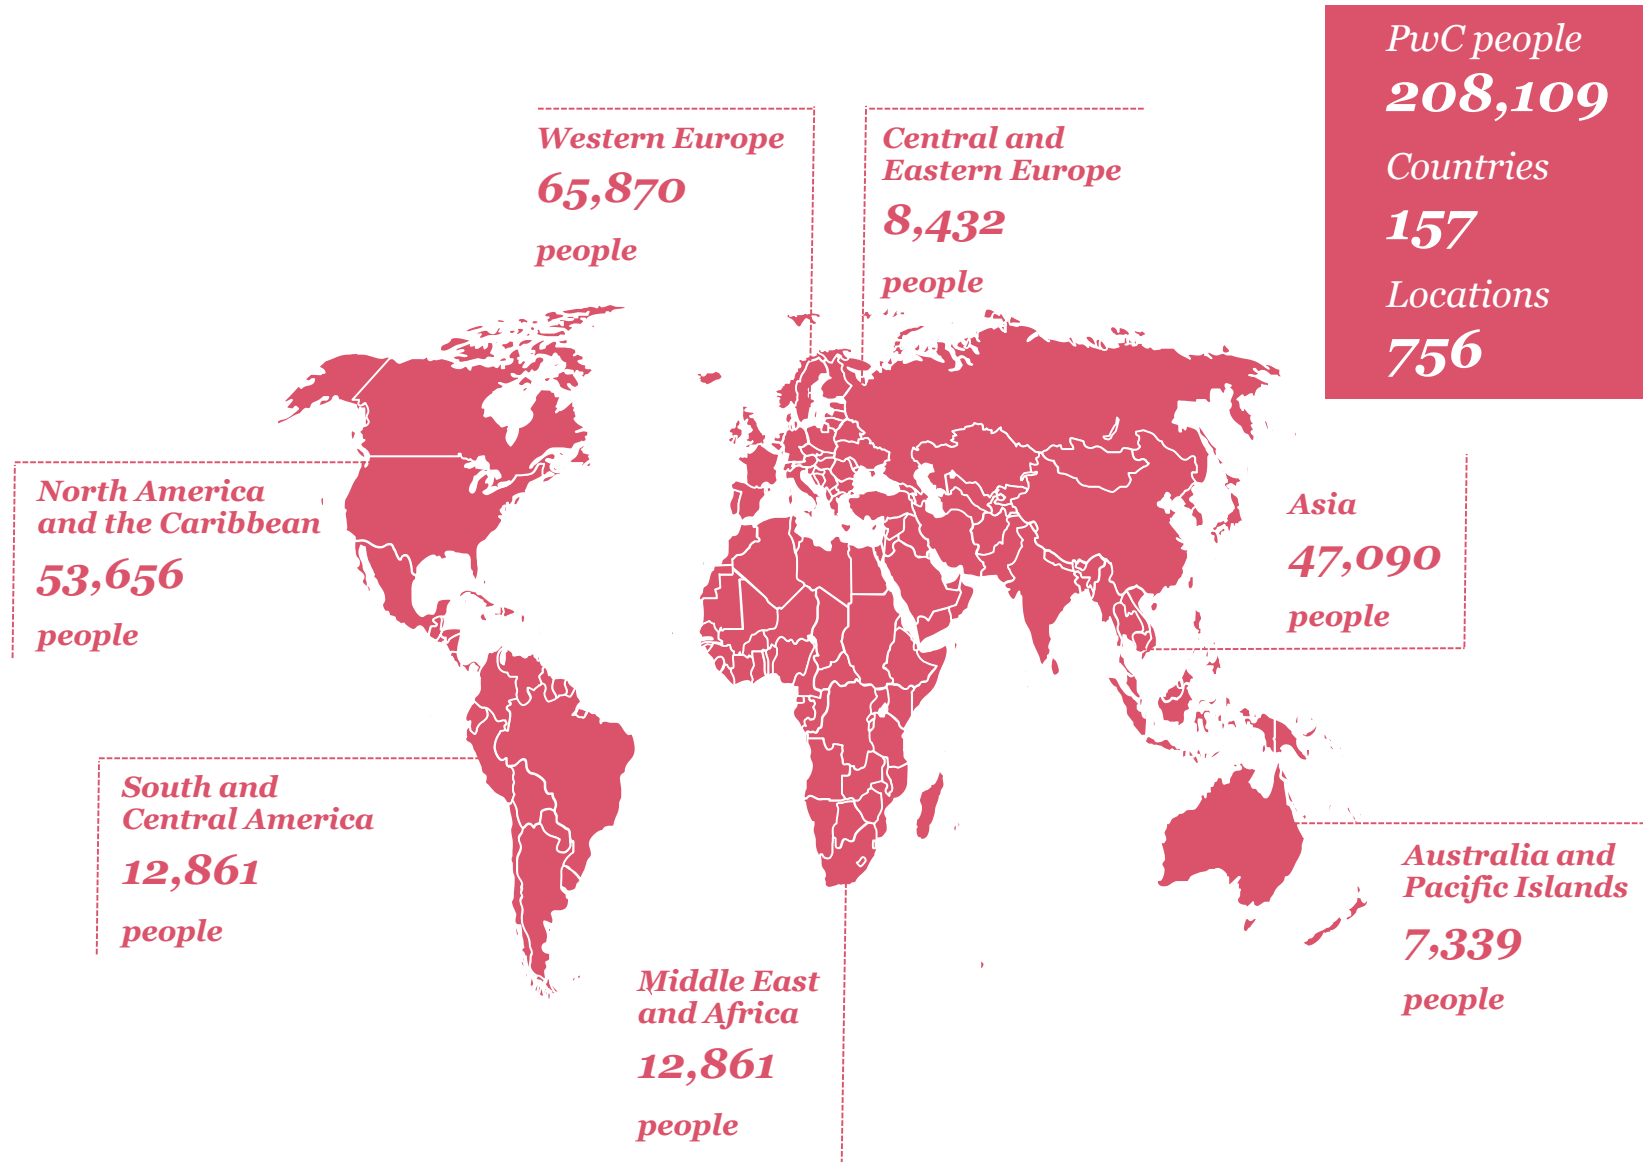 PwC people
208,109
Countries
157
Locations
756
Western Europe
65,870
people
Central and
Eastern Europe
8,432
people
North America
and the Caribbean
53,656
people
Asia
47,090
people
South and
Central America
12,861
people
Middle East
and Africa
12,861
people
Australia and
Pacific Islands
7,339
people